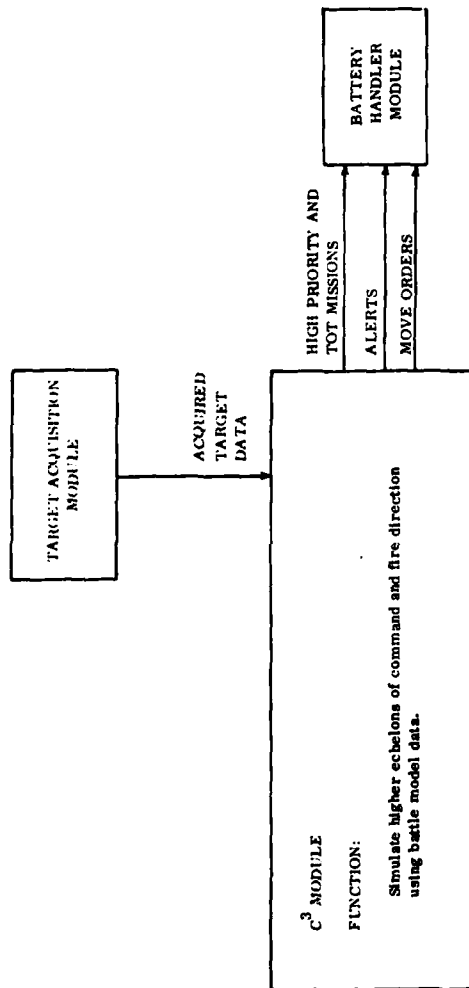 TARGET ACQUISITION
MODULE
ACQUIRED
TARGET
DATA
C³ MODULE
FUNCTION:
Simulate higher echelons of command and fire direction
using battle model data.
HIGH PRIORITY AND
TOT MISSIONS
ALERTS
MOVE ORDERS
BATTERY
HANDLER
MODULE